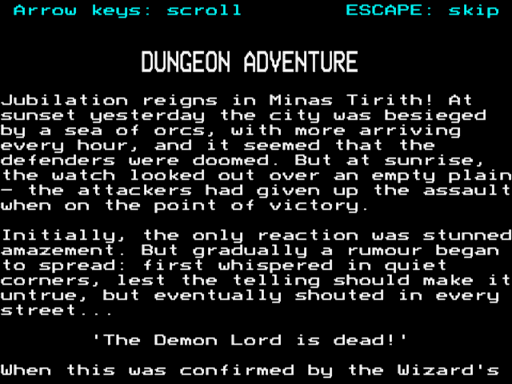 Arrow keys: scroll ESCAPE: skip
DUNGEON ADVENTURE
Jubilation reigns in Minas Tirith! At
sunset yesterday the city was besieged
by a sea of orcs, with more arriving
every hour, and it seemed that the
defenders were doomed. But at sunrise,
the watch looked out over an empty plain
– the attackers had given up the assault
when on the point of victory.
Initially, the only reaction was stunned
amazement. But gradually a rumour began
to spread: first whispered in quiet
corners, lest the telling should make it
untrue, but eventually shouted in every
street...
'The Demon Lord is dead!'
When this was confirmed by the Wizard's